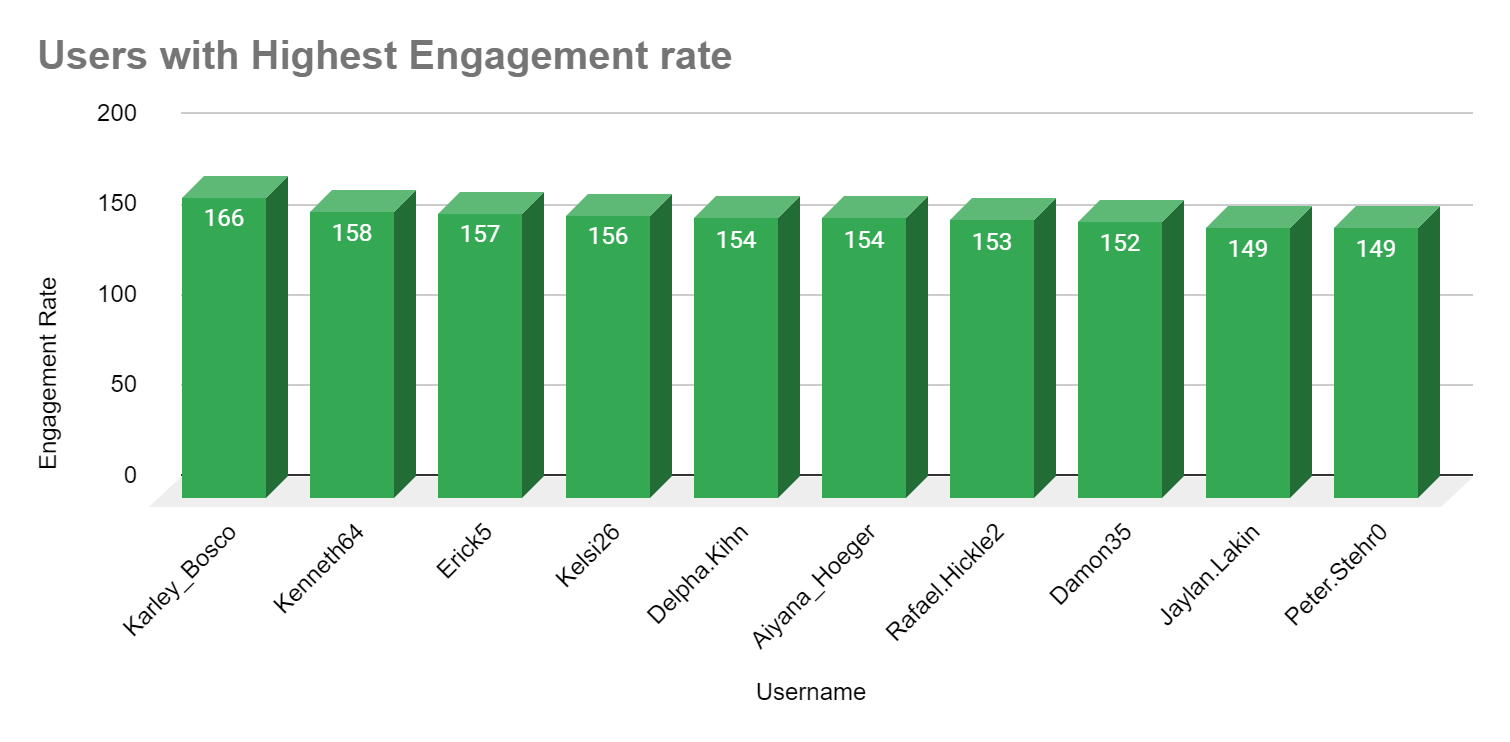 Users with Highest Engagement rate
Engagement Rate
200
150
100
50
0
166
158
157
156
154
154
153
152
149
149
Karley_Bosco
Kenneth64
Erick5
Kelsi26
Delpha.Kihn
Aiyana_Hoeger
Rafael.Hickle2
Damon35
Jaylan.Lakin
Peter.Stehr0
Username